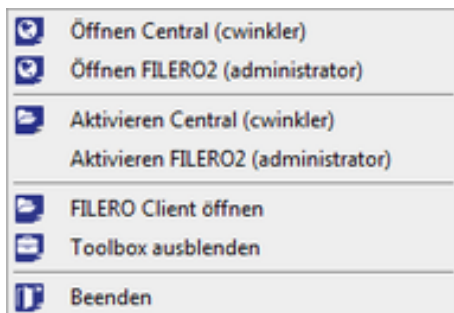 Öffnen Central (cwinkler)
Öffnen FILERO2 (administrator)
Aktivieren Central (cwinkler)
Aktivieren FILERO2 (administrator)
FILERO Client öffnen
Toolbox ausblenden
Beenden